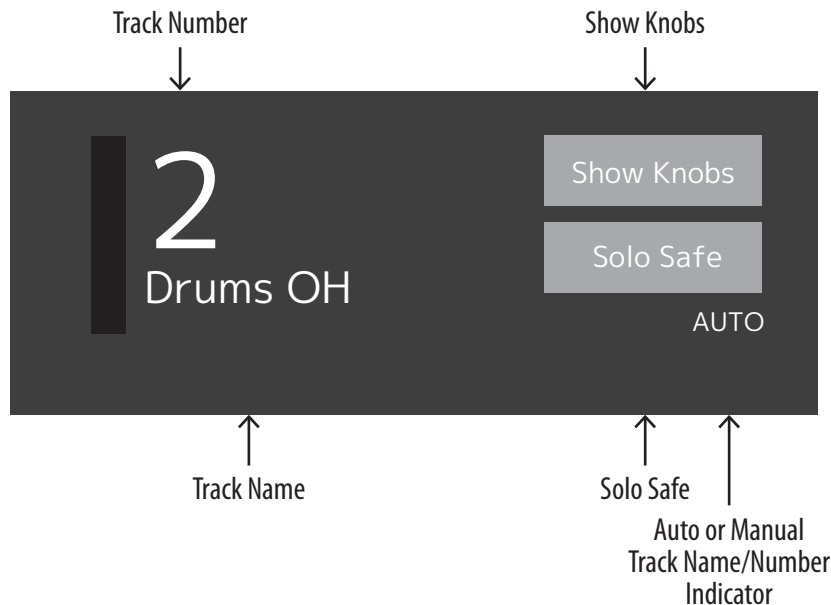 Track Number
Show Knobs
2
Show Knobs
Drums OH
Solo Safe
AUTO
Track Name
Solo Safe
Auto or Manual
Track Name/Number
Indicator